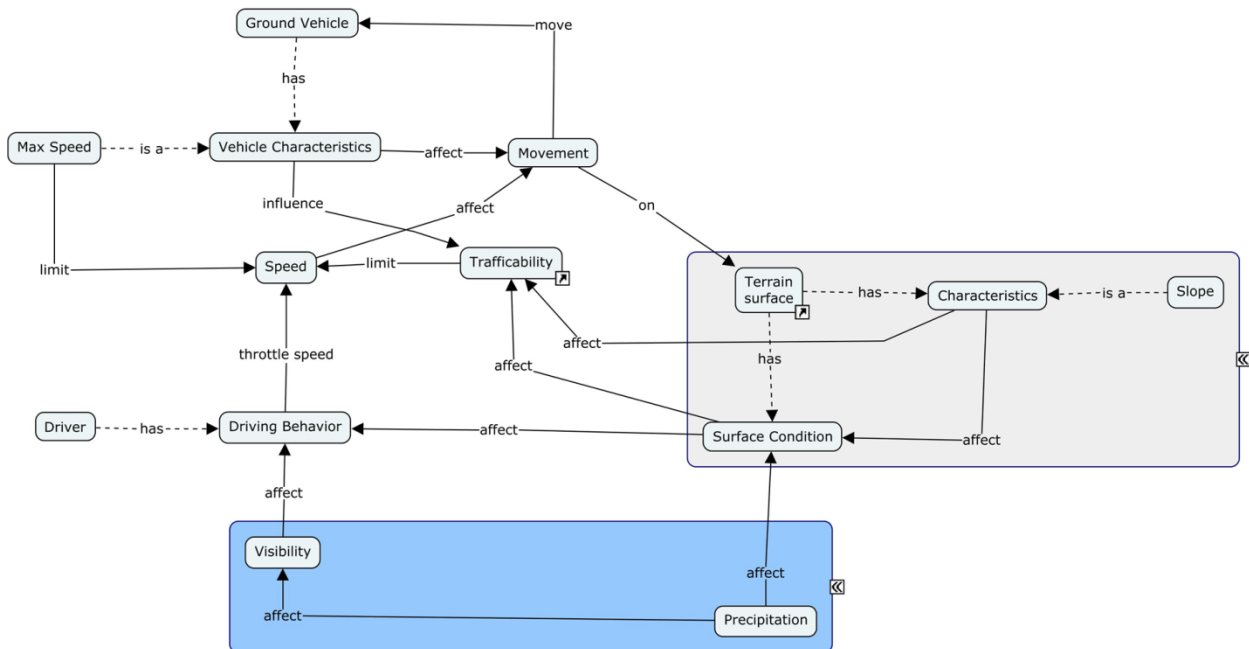 Ground Vehicle
move
has
Max Speed
is a
Vehicle Characteristics
affect
Movement
influence
affect
on
limit
Speed
limit
Trafficability
Terrain
surface
has
Characteristics
is a
Slope
throttle speed
affect
affect
has
Driver
has
Driving Behavior
affect
Surface Condition
affect
affect
Visibility
affect
affect
Precipitation